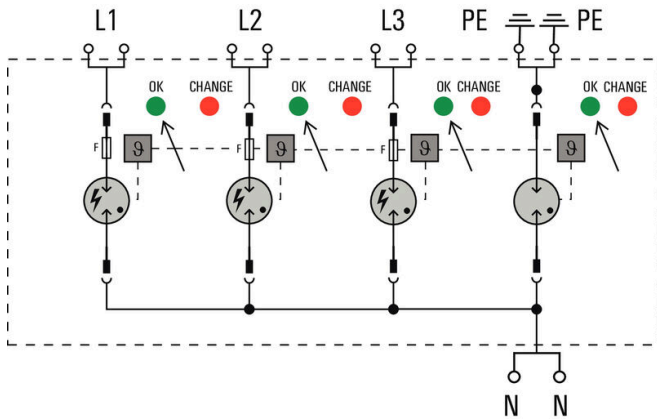 L1 L2 L3 PE PE
OK CHANGE OK CHANGE OK CHANGE OK CHANGE
F ϑ F ϑ F ϑ ϑ
N N